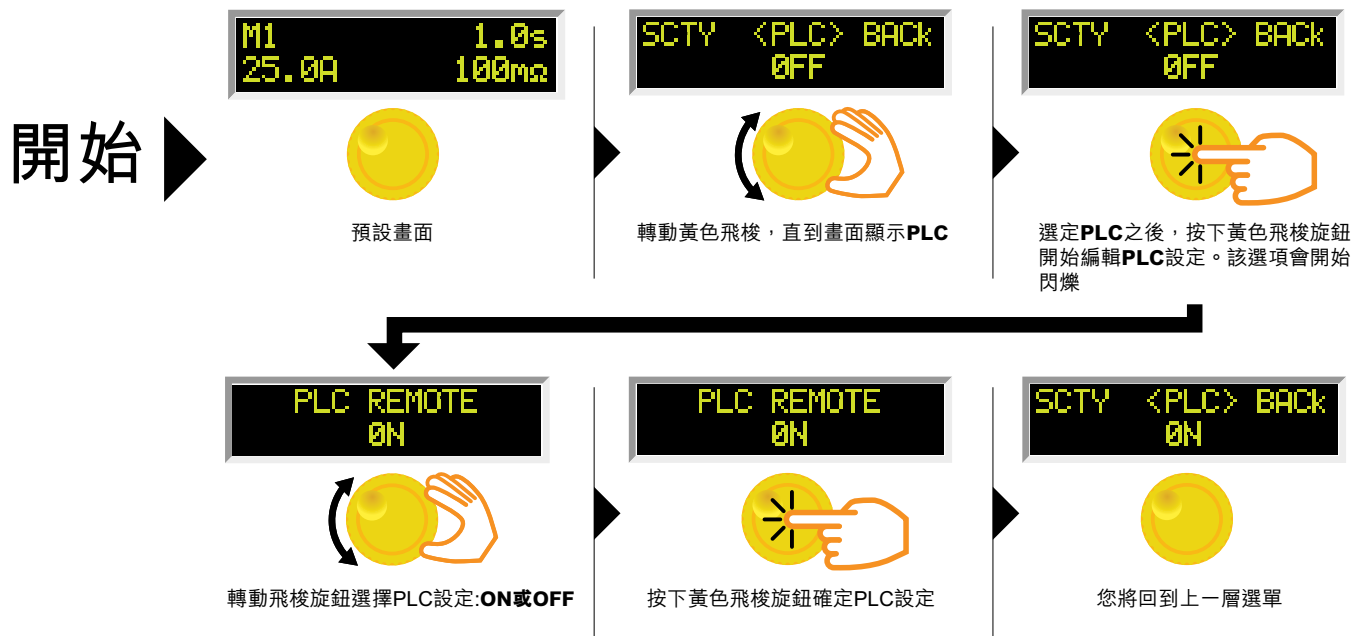 開始
M1 1.0s
25.0A 100mΩ
預設畫面
SCTY <PLC> BACk
0FF
轉動黃色飛梭，直到畫面顯示PLC
SCTY <PLC> BACk
0FF
選定PLC之後，按下黃色飛梭旋鈕
開始編輯PLC設定。該選項會開始
閃爍
PLC REMOTE
0N
轉動飛梭旋鈕選擇PLC設定:ON或OFF
PLC REMOTE
0N
按下黃色飛梭旋鈕確定PLC設定
SCTY <PLC> BACk
0N
您將回到上一層選單